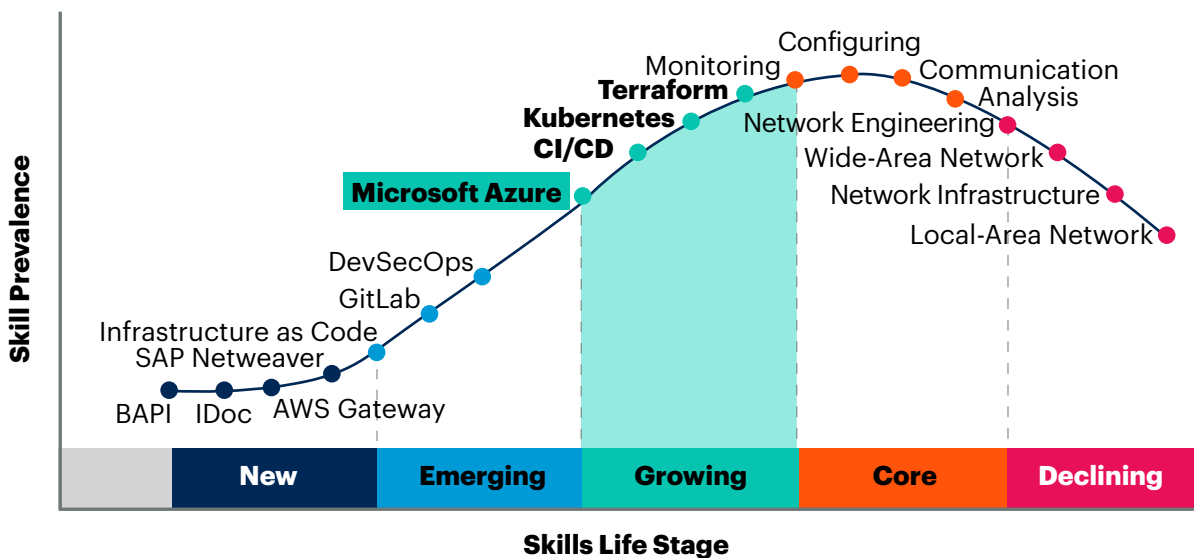 Skill Prevalence
Configuring
Monitoring
Communication
Terraform
Analysis
Kubernetes
Network Engineering
CI/CD
Wide-Area Network
Microsoft Azure
Network Infrastructure
Local-Area Network
DevSecOps
GitLab
Infrastructure as Code
SAP Netweaver
BAPI
IDoc
AWS Gateway
New
Emerging
Growing
Core
Declining
Skills Life Stage